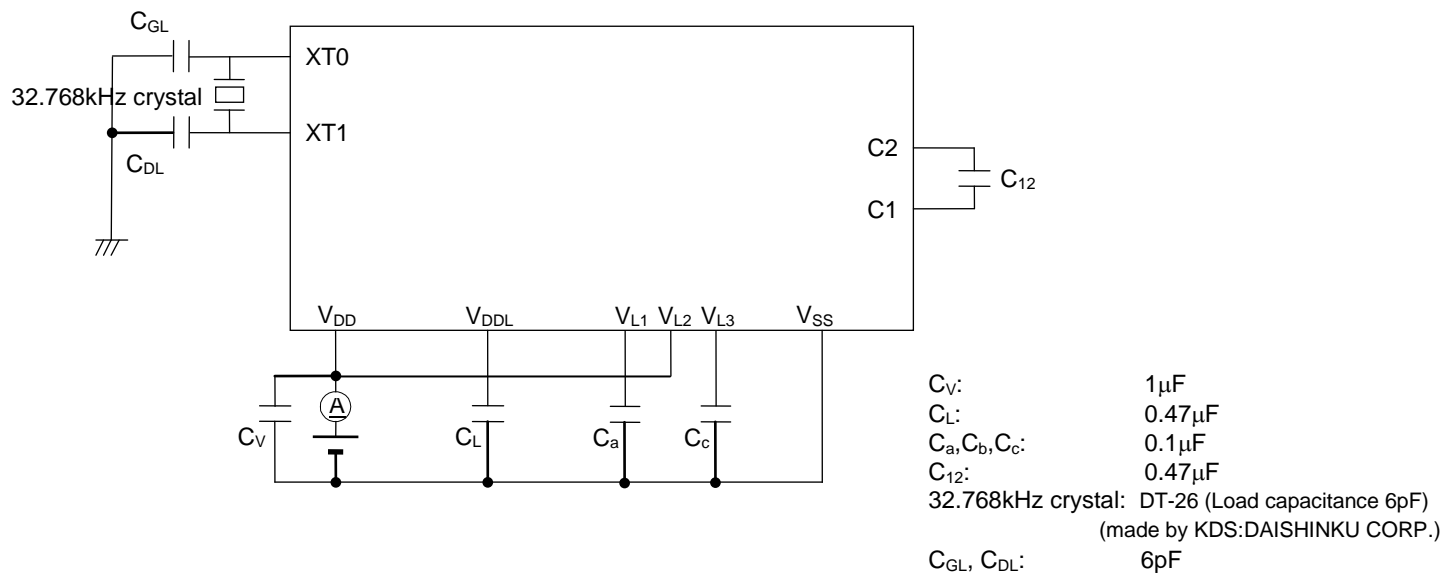 CGL
XT0
32.768kHz crystal
XT1
CDL
C2
C12
C1
VDD
VDDL
VL1
VL2
VL3
VSS
A
CV
CL
Ca
Cc
CV: 1μF
CL: 0.47μF
Ca,Cb,Cc: 0.1μF
C12: 0.47μF
32.768kHz crystal: DT-26 (Load capacitance 6pF)
(made by KDS:DAISHINKU CORP.)
CGL, CDL: 6pF